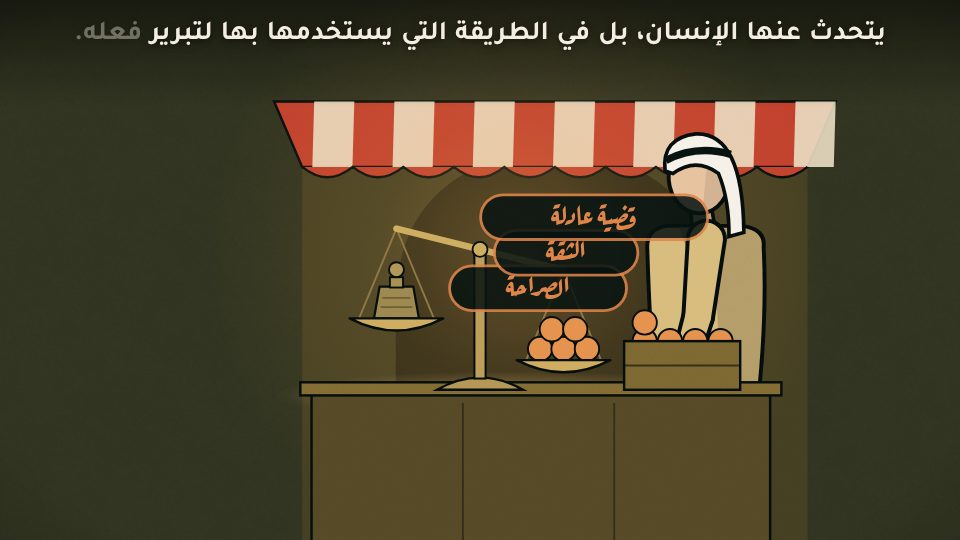 يتحدث عنها الإنسان، بل في الطريقة التي يستخدمها بها لتبرير فعله.
قضية عادلة
الثقة
الصراحة